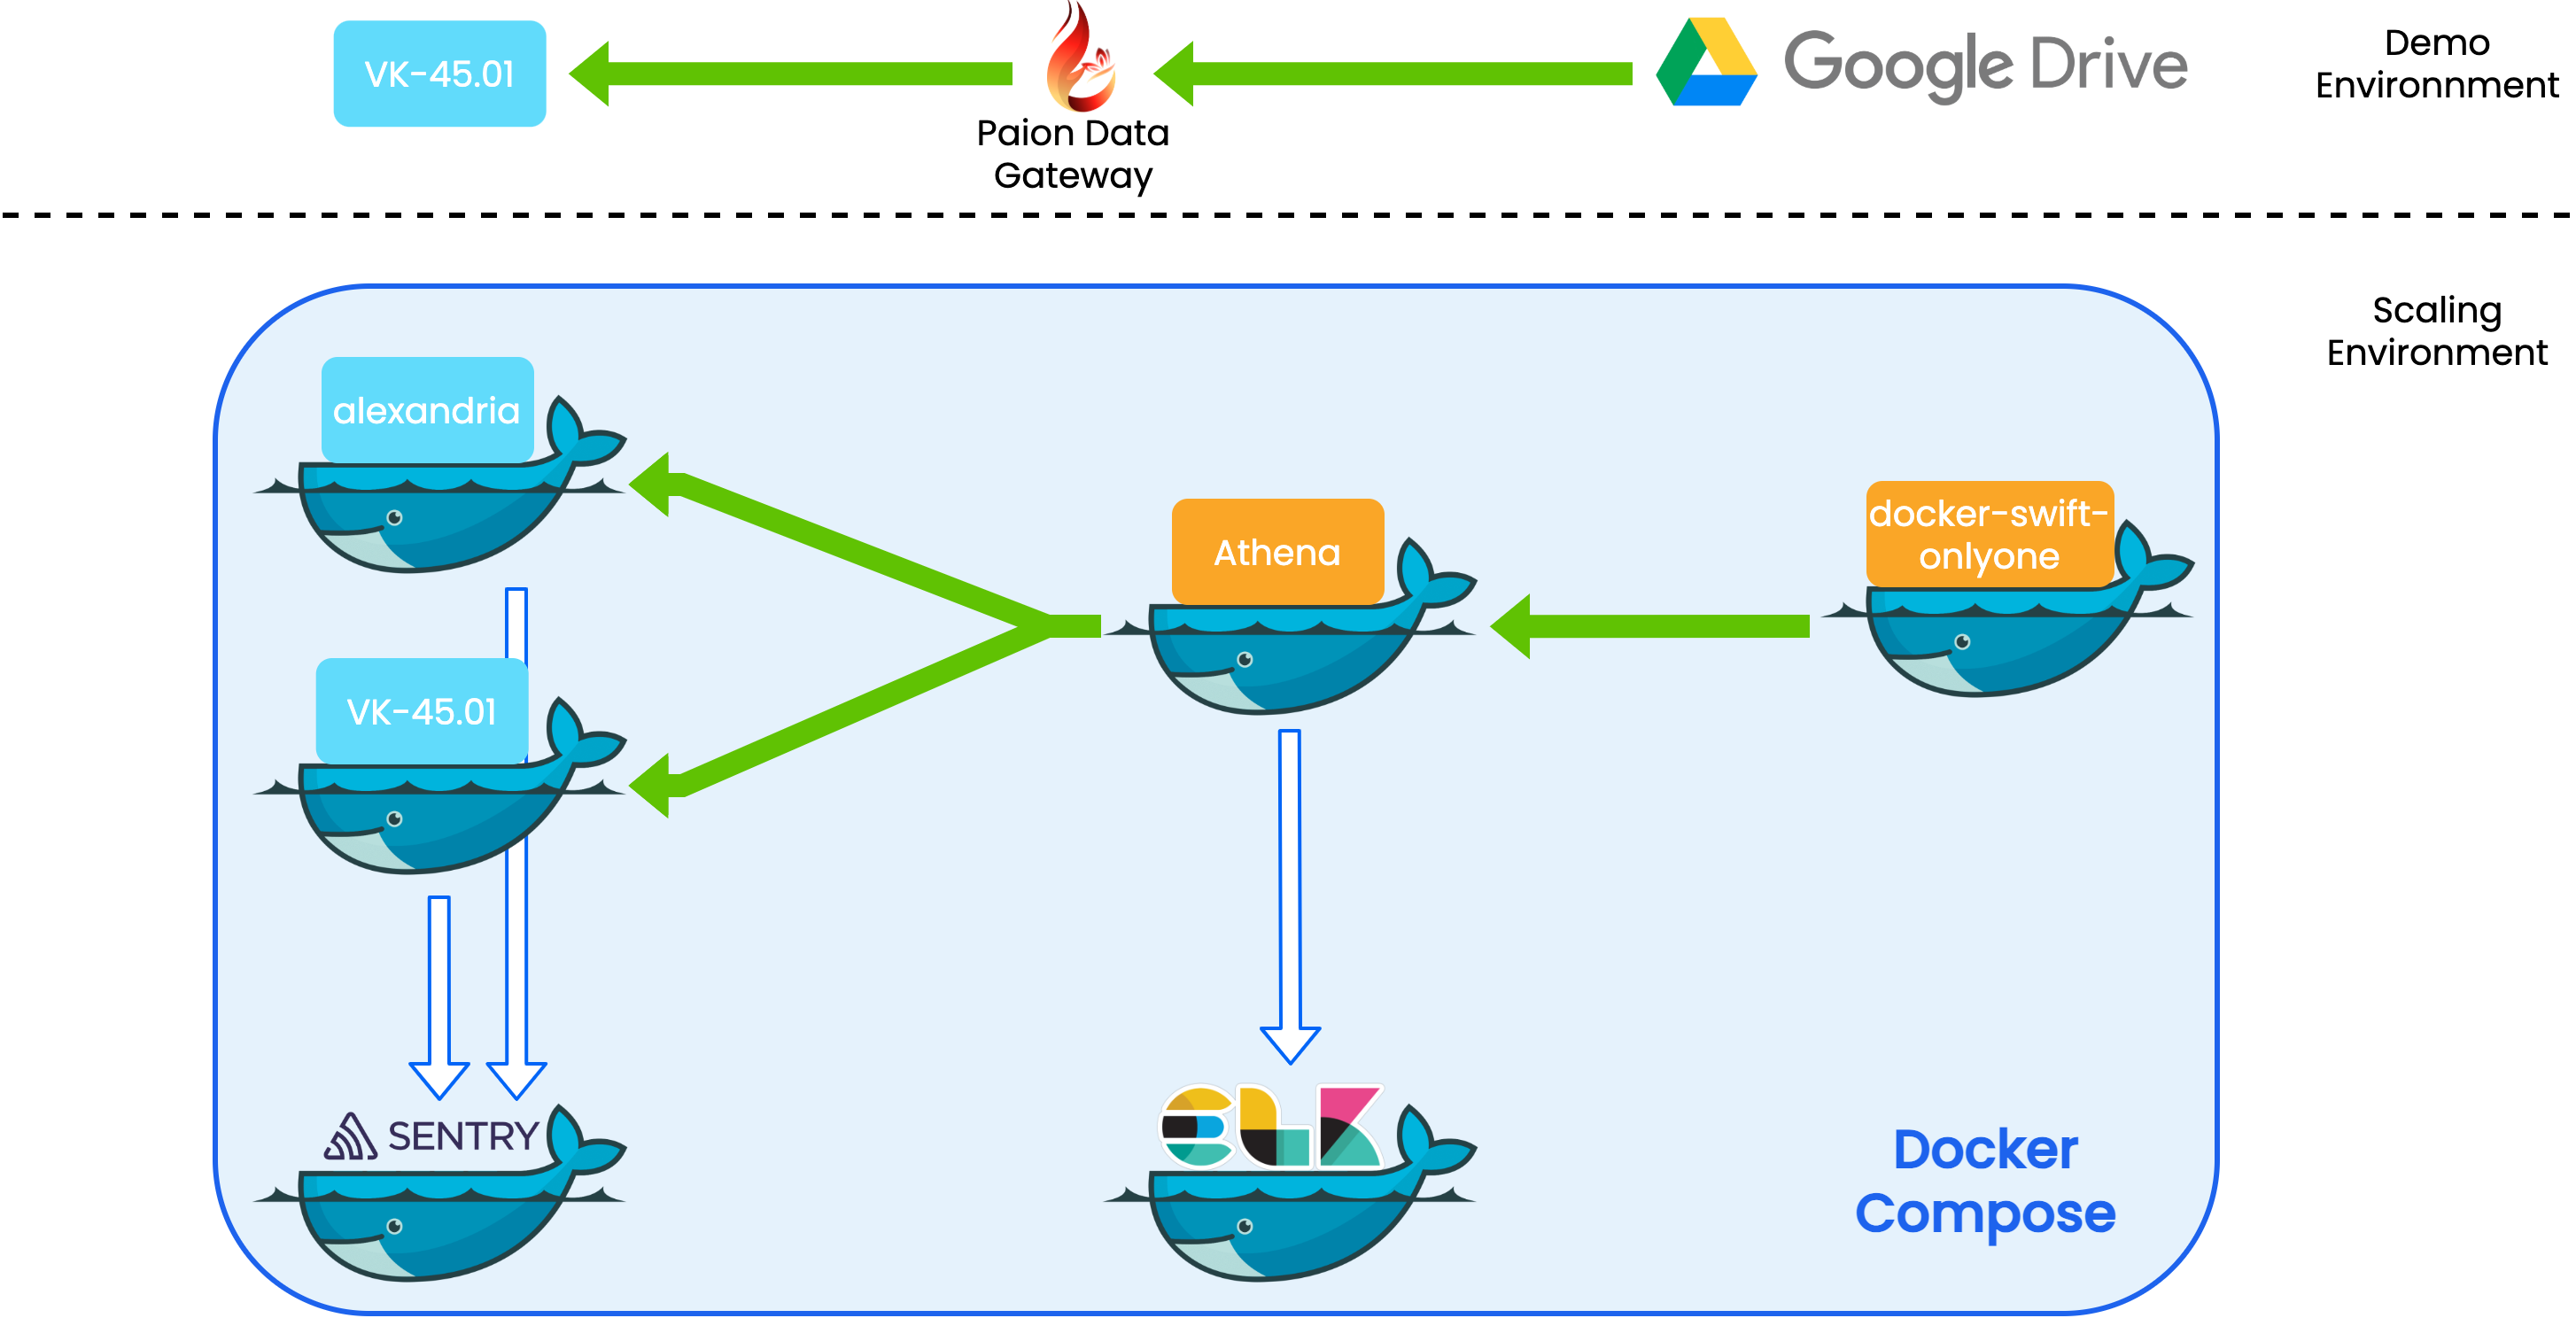 VK-45.01
Paion Data
Gateway
Google Drive
Demo
Environnment
Scaling
Environment
alexandria
Athena
docker-swift-
onlyone
VK-45.01
SENTRY
ELK
Docker
Compose